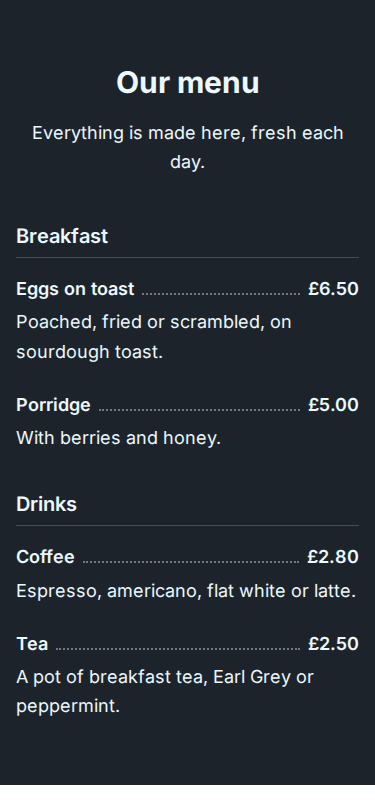 Our menu
Everything is made here, fresh each
day.
Breakfast
Eggs on toast £6.50
Poached, fried or scrambled, on
sourdough toast.
Porridge £5.00
With berries and honey.
Drinks
Coffee £2.80
Espresso, americano, flat white or latte.
Tea £2.50
A pot of breakfast tea, Earl Grey or
peppermint.